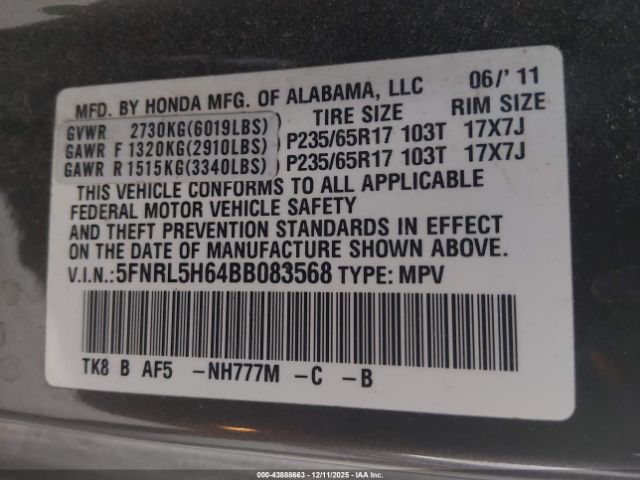 MFD. BY HONDA MFG. OF ALABAMA, LLC 06/'11
TIRE SIZE RIM SIZE
GVWR 2730KG(6019LBS)
GAWR F 1320KG(2910LBS) P235/65R17 103T 17X7J
GAWR R 1515KG(3340LBS) P235/65R17 103T 17X7J
THIS VEHICLE CONFORMS TO ALL APPLICABLE
FEDERAL MOTOR VEHICLE SAFETY
AND THEFT PREVENTION STANDARDS IN EFFECT
ON THE DATE OF MANUFACTURE SHOWN ABOVE.
V.I.N.:5FNRL5H64BB083568 TYPE: MPV
TK8 B AF5 -NH777M -C -B
000-43888663 - 12/11/2025 - IAA Inc.